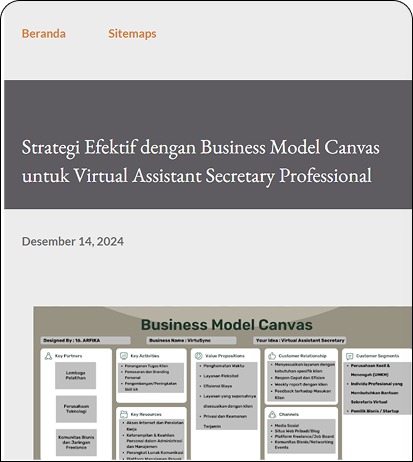 Beranda
Sitemaps
Strategi Efektif dengan Business Model Canvas
untuk Virtual Assistant Secretary Professional
Desember 14, 2024
Business Model Canvas
Designed By : 16. ARFIKA
Business Name : VirtuSync
Your Idea : Virtual Assistant Secretary
Key Partners
Lembaga
Pelatihan
Perusahaan
Teknologi
Komunitas Bisnis
dan Jaringan
Freelance
Key Activities
Penanganan Tugas Klien
Pemasaran dan Branding
Personal
Pengembangan/Peningkatan
Skill VA
Key Resources
Akses Internet dan Peralatan
Kerja
Keterampilan & Keahlian
Personal dalam Administrasi
dan Manajemen
Perangkat Lunak Komunikasi
Value Propositions
Penghematan Waktu
Layanan Fleksibel
Efisiensi Biaya
Layanan yang sepenuhnya
disesuaikan dengan klien
Privasi dan Keamanan
Terjamin
Customer Relationship
Menyesuaikan layanan dengan
kebutuhan spesifik klien
Respon Cepat dan Efisien
Weekly report dengan klien
Feedback terhadap Masukan
Klien
Channels
Media Sosial
Situs Web Pribadi/Blog
Platform Freelance/Job Board
Komunitas Bisnis/Networking
Events
Customer Segments
Perusahaan Kecil &
Menengah (UMKM)
Individu Profesional yang
Membutuhkan Bantuan
Sekretaris Virtual
Pemilik Bisnis / Startup